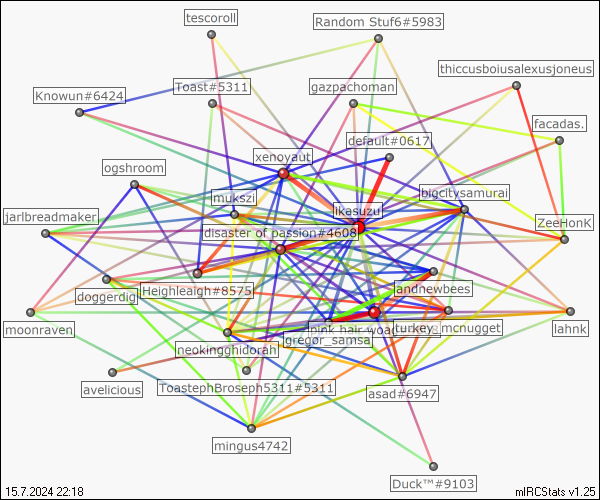 tescoroll
Random Stuf6#5983
thiccusboiusalexusjoneus
Toast#5311
gazpachoman
Knowun#6424
facadas.
default#0617
xenoyaut
ogshroom
mukszi
bigcitysamurai
ikasuzu
jarlbreadmaker
disaster of passion#4608
ZeeHonK
andnewbees
doggerdig
Heighleaigh#8575
moonraven
pink hair
turkey_mcnugget
lahnk
gregor_samsa
neokingghidorah
avelicious
ToastephBroseph5311#5311
asad#6947
mingus4742
Duck™#9103
15.7.2024 22:18
mIRCStats v1.25